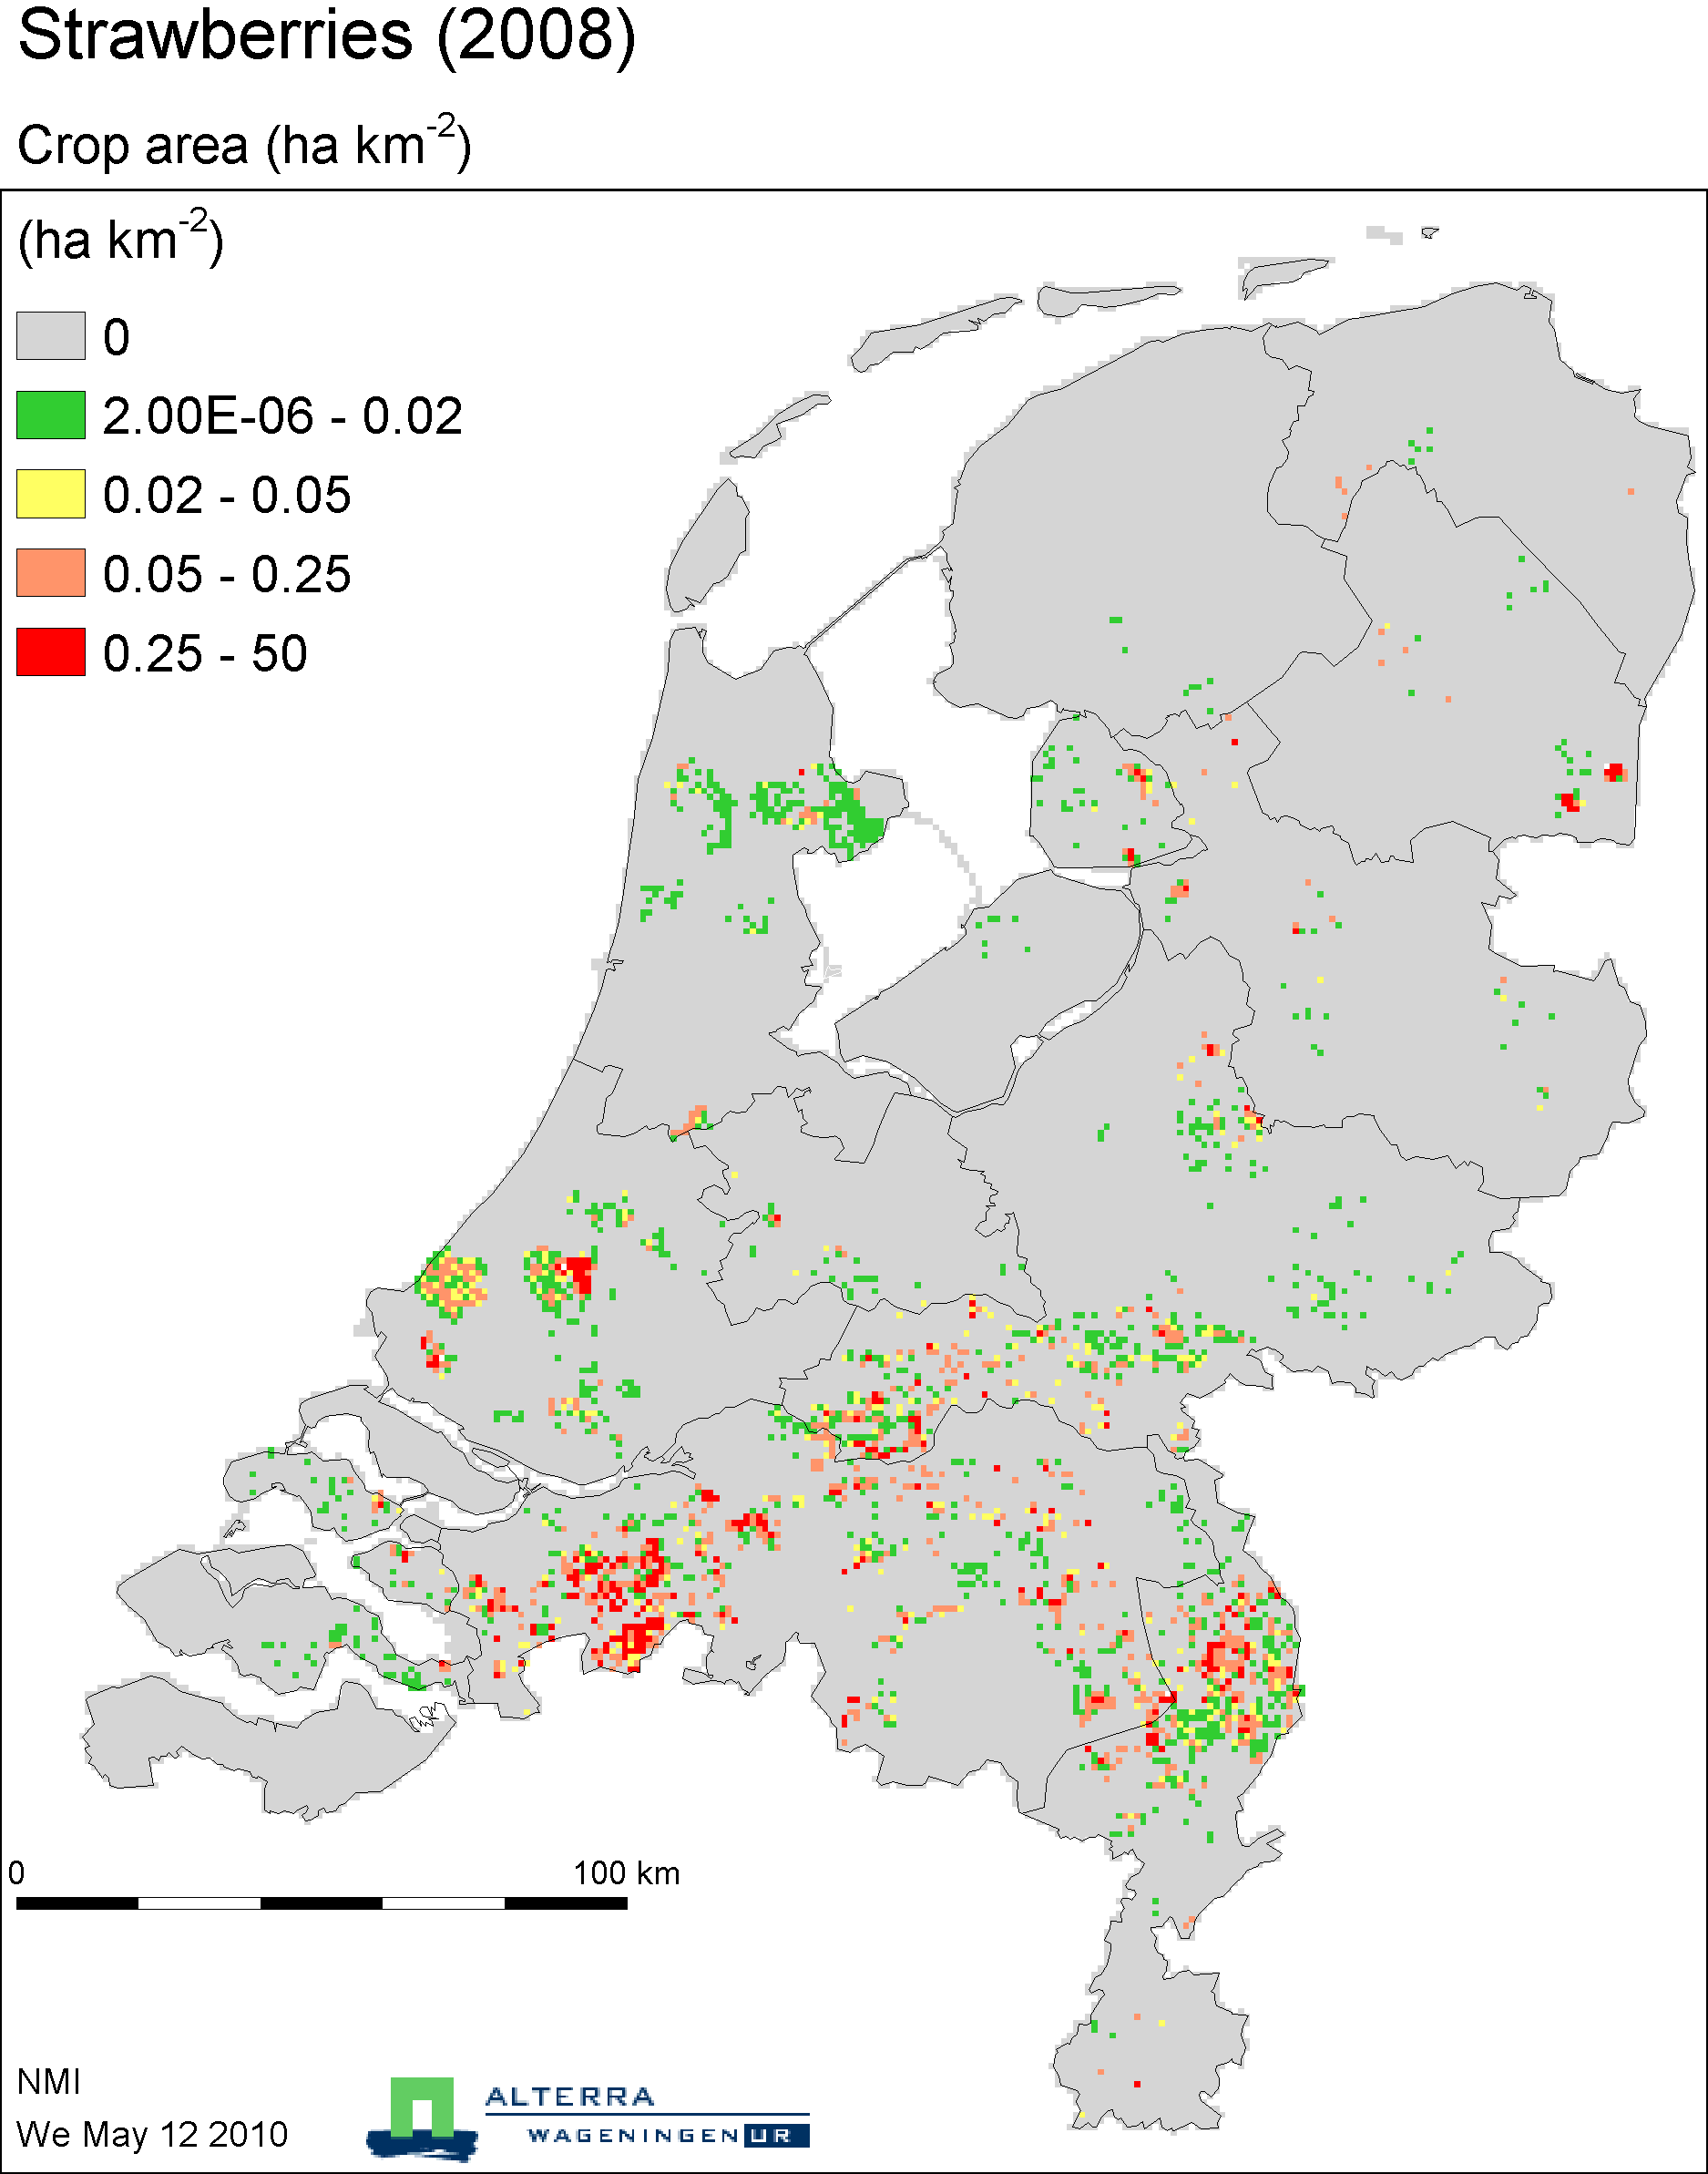 Strawberries (2008)
Crop area (ha km-2)
(ha km-2)
0
2.00E-06 - 0.02
0.02 - 0.05
0.05 - 0.25
0.25 - 50
0 100 km
NMI
We May 12 2010
ALTERRA
WAGENINGEN UR